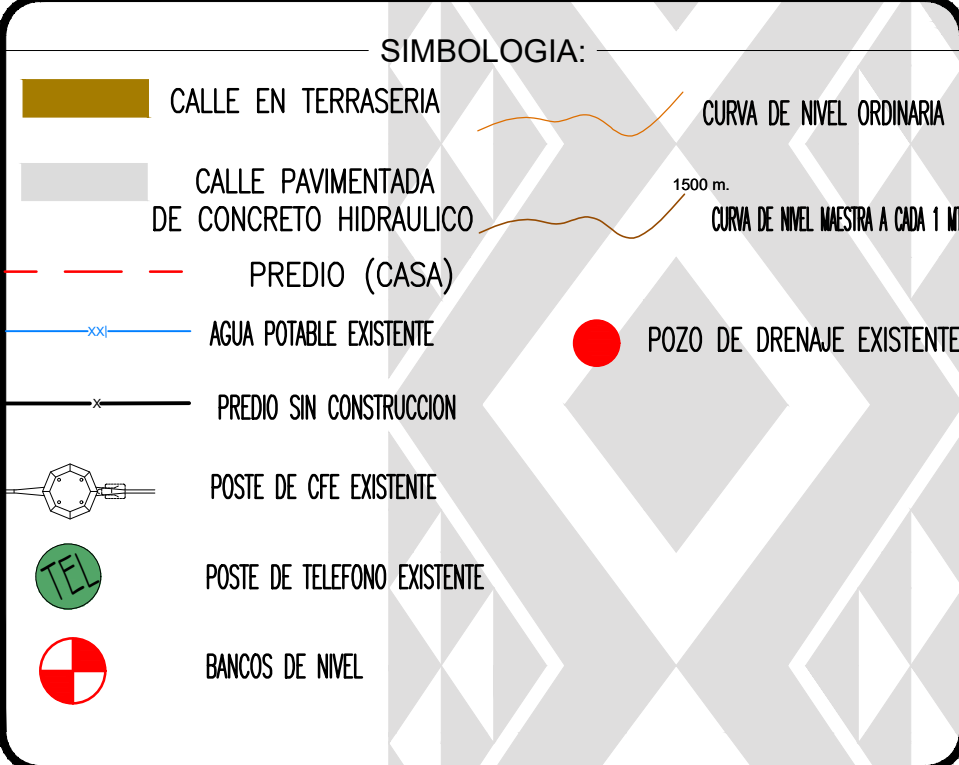 SIMBOLOGIA:
CALLE EN TERRASERIA
CALLE PAVIMENTADA
DE CONCRETO HIDRAULICO
PREDIO (CASA)
XX|
AGUA POTABLE EXISTENTE
X
PREDIO SIN CONSTRUCCION
POSTE DE CFE EXISTENTE
TEL
POSTE DE TELEFONO EXISTENTE
BANCOS DE NIVEL
CURVA DE NIVEL ORDINARIA
1500 m.
CURVA DE NIVEL MAESTRA A CADA 1
POZO DE DRENAJE EXISTENTE